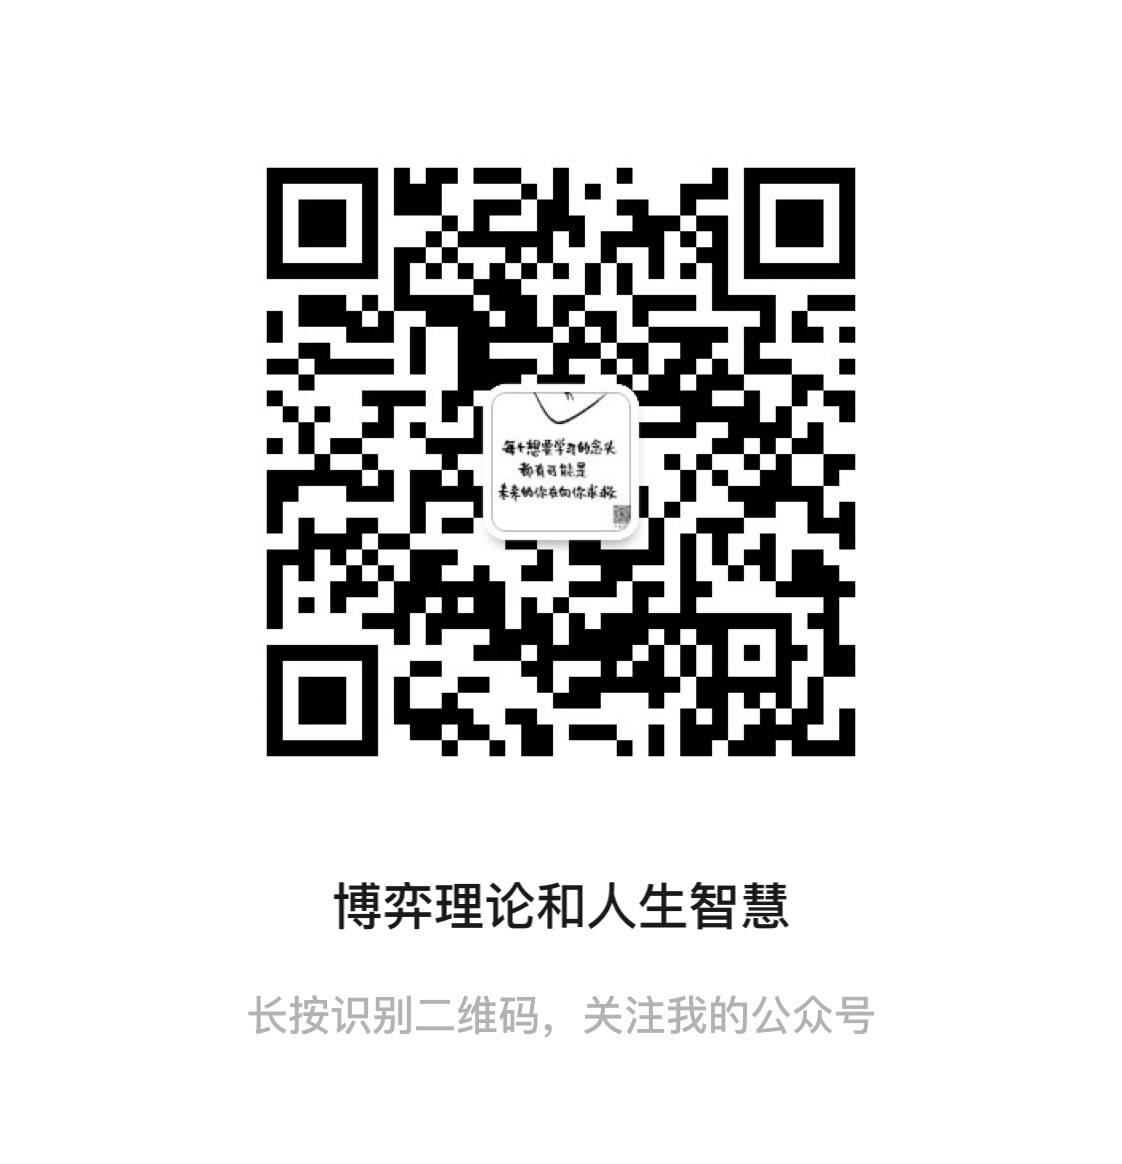 每个想要学习的念头
都有可能是
未来的你在向你求救
博弈理论和人生智慧
长按识别二维码，关注我的公众号